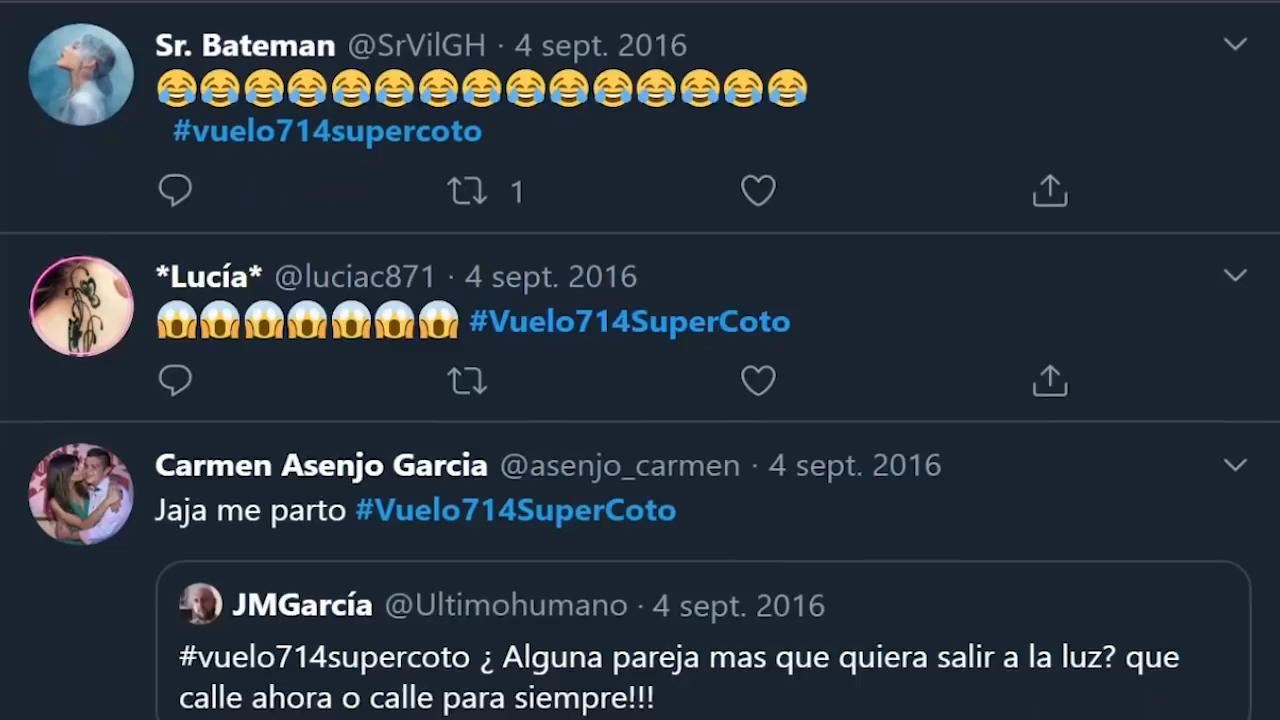 Sr. Bateman @SrVilGH · 4 sept. 2016
😂😂😂😂😂😂😂😂😂😂😂😂😂😂😂
#vuelo714supercoto
1
*Lucía* @luciac871 · 4 sept. 2016
😱😱😱😱😱😱😱 #Vuelo714SuperCoto
Carmen Asenjo Garcia @asenjo_carmen · 4 sept. 2016
Jaja me parto #Vuelo714SuperCoto
JMGarcía @Ultimohumano · 4 sept. 2016
#vuelo714supercoto ¿ Alguna pareja mas que quiera salir a la luz? que
calle ahora o calle para siempre!!!